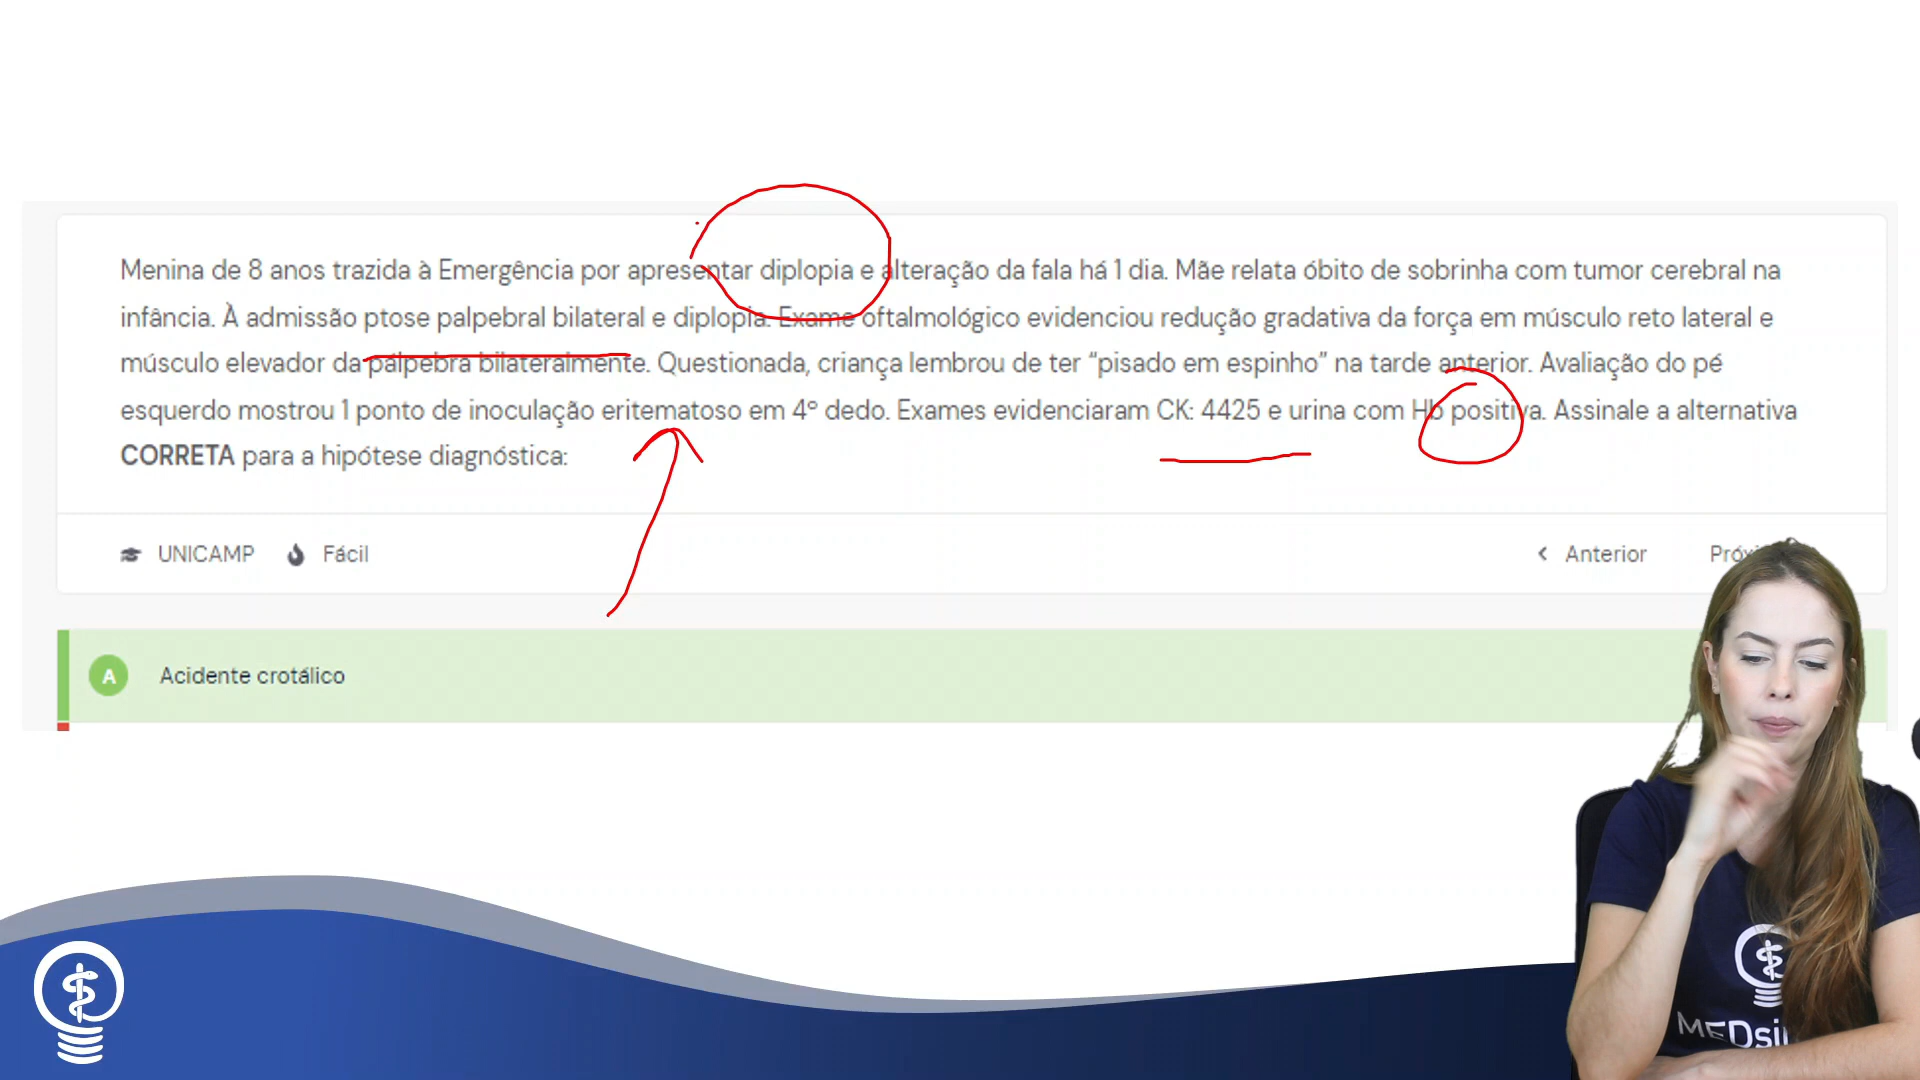 Menina de 8 anos trazida à Emergência por apresentar diplopia e alteração da fala há 1 dia. Mãe relata óbito de sobrinha com tumor cerebral na
infância. À admissão ptose palpebral bilateral e diplopia. Exame oftalmológico evidenciou redução gradativa da força em músculo reto lateral e
músculo elevador da pálpebra bilateralmente. Questionada, criança lembrou de ter “pisado em espinho” na tarde anterior. Avaliação do pé
esquerdo mostrou 1 ponto de inoculação eritematoso em 4º dedo. Exames evidenciaram CK: 4425 e urina com Hb positiva. Assinale a alternativa
CORRETA para a hipótese diagnóstica:
UNICAMP Fácil Anterior
A Acidente crotálico